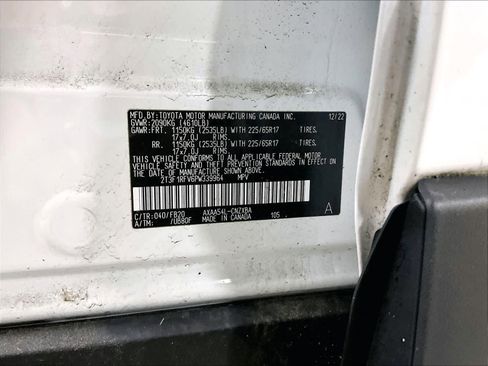 MFD.BY:TOYOTA MOTOR MANUFACTURING CANADA INC. 12/22
GVWR: 2090KG (4610LB)
GAWR:FRT. 1150KG (2535LB) WITH 225/65R17 TIRES.
17x7.0J RIMS.
RR. 1150KG (2535LB) WITH 225/65R17 TIRES.
17x7.0J RIMS.
THIS VEHICLE CONFORMS TO ALL APPLICABLE FEDERAL MOTOR
VEHICLE SAFETY AND THEFT PREVENTION STANDARDS IN EFFECT
ON THE DATE OF MANUFACTURE SHOWN ABOVE.
2T3F1RFV6PW339964 MPV
C/TR:040/FB20 AXAA54L-CNZXBA
A/TM: /UB80F MADE IN CANADA 105 A